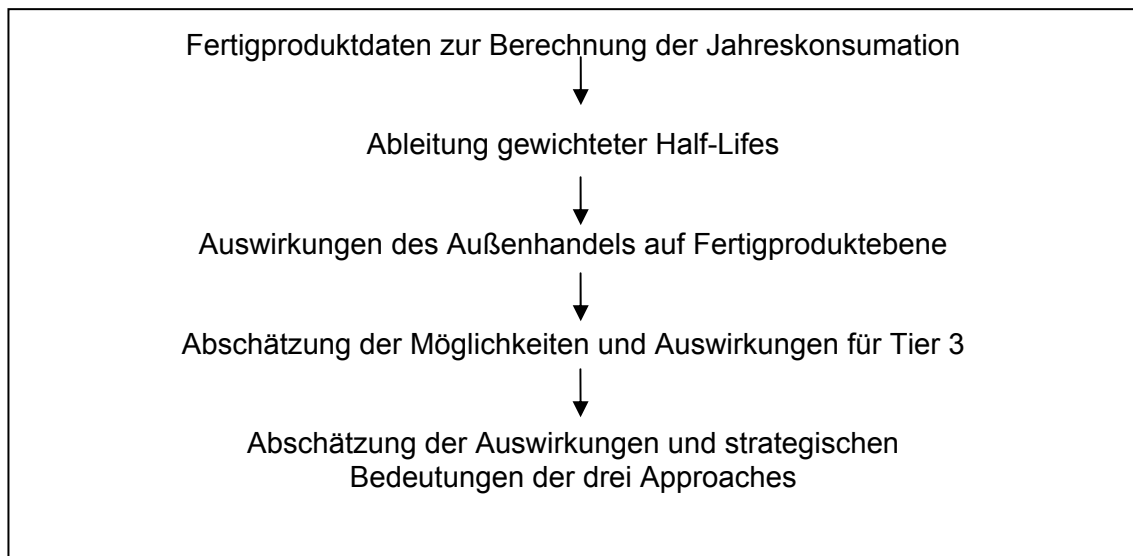 Fertigproduktdaten zur Berechnung der Jahreskonsumation
Ableitung gewichteter Half-Lifes
Auswirkungen des Außenhandels auf Fertigproduktebene
Abschätzung der Möglichkeiten und Auswirkungen für Tier 3
Abschätzung der Auswirkungen und strategischen
Bedeutungen der drei Approaches